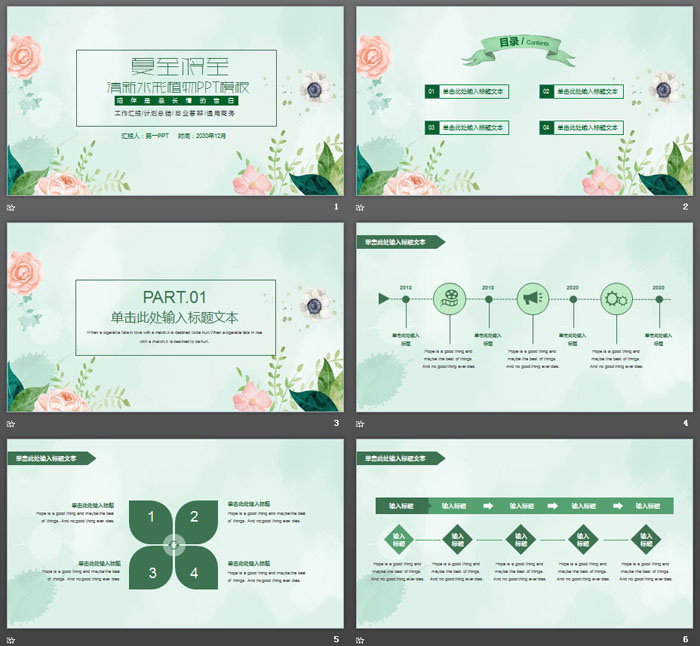 夏至将至
清新水彩植物PPT模板
陪伴是最长情的告白
工作汇报/计划总结/毕业答辩/通用商务
汇报人：第一PPT 时间：2030年12月
1
目录 / Contents
01 单击此处输入标题文本
02 单击此处输入标题文本
03 单击此处输入标题文本
04 单击此处输入标题文本
2
PART.01
单击此处输入标题文本
When a cigarette falls in love with a match,it is destined to be hurt.When a cigarette falls in love
with a match,it is destined to be hurt.
3
单击此处输入标题文本
2015
2018
2020
2030
单击此处输入
标题
单击此处输入
标题
单击此处输入
标题
单击此处输入
标题
Hope is a good thing and
maybe the best of things.
And no good thing ever dies.
Hope is a good thing and
maybe the best of things.
And no good thing ever dies.
Hope is a good thing and
maybe the best of things.
And no good thing ever dies.
4
单击此处输入标题文本
单击此处输入标题
Hope is a good thing and maybe the best
of things. And no good thing ever dies.
1
2
单击此处输入标题
Hope is a good thing and maybe the best
of things. And no good thing ever dies.
单击此处输入标题
Hope is a good thing and maybe the best
of things. And no good thing ever dies.
3
4
单击此处输入标题
Hope is a good thing and maybe the best
of things. And no good thing ever dies.
5
单击此处输入标题文本
输入标题
输入标题
输入标题
输入标题
输入标题
输入
标题
输入
标题
输入
标题
输入
标题
输入
标题
Hope is a good thing and
maybe the best of things.
And no good thing ever dies.
Hope is a good thing and
maybe the best of things.
And no good thing ever dies.
Hope is a good thing and
maybe the best of things.
And no good thing ever dies.
Hope is a good thing and
maybe the best of things.
And no good thing ever dies.
Hope is a good thing and
maybe the best of things.
And no good thing ever dies.
6